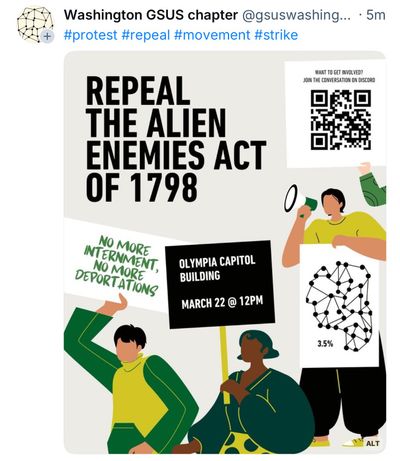 Washington GSUS chapter @gsuswashing... · 5m
#protest #repeal #movement #strike
WANT TO GET INVOLVED?
JOIN THE CONVERSATION ON DISCORD
REPEAL
THE ALIEN
ENEMIES ACT
OF 1798
NO MORE
INTERNMENT,
NO MORE
DEPORTATIONS
OLYMPIA CAPITOL
BUILDING
MARCH 22 @ 12PM
3.5%
ALT